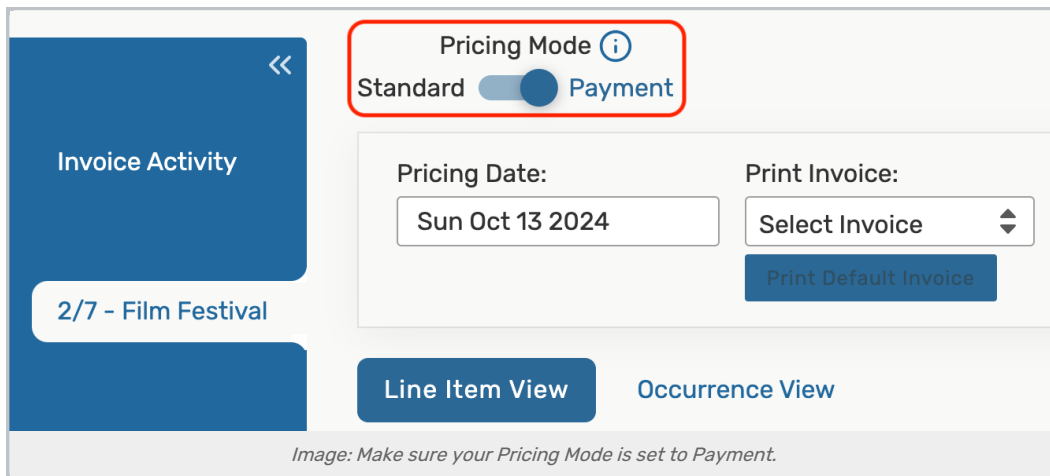 Pricing Mode
Standard Payment
Invoice Activity
Pricing Date: Print Invoice:
Sun Oct 13 2024 Select Invoice
Print Default Invoice
2/7 - Film Festival
Line Item View Occurrence View
Image: Make sure your Pricing Mode is set to Payment.